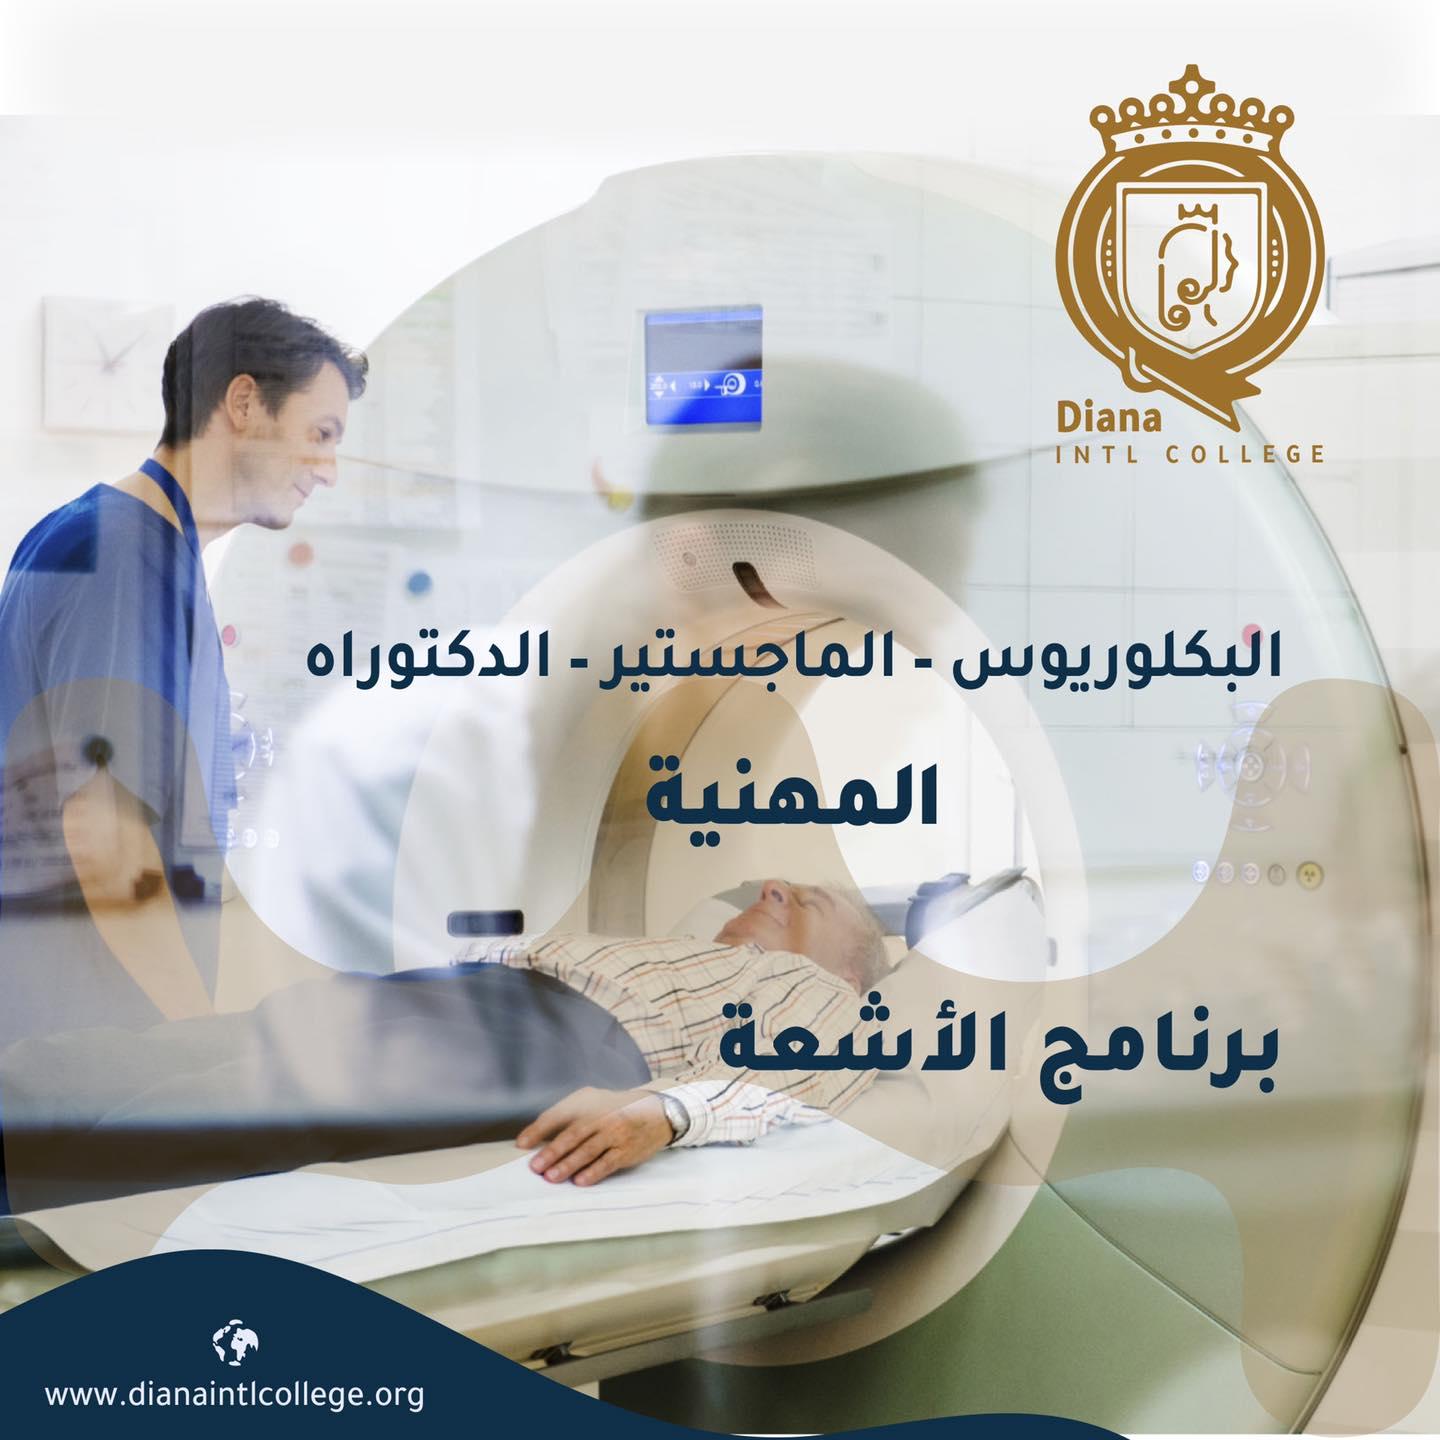 Diana
INTL COLLEGE
البكلوريوس - الماجستير - الدكتوراه
المهنية
برنامج الأشعة
www.dianaintlcollege.org